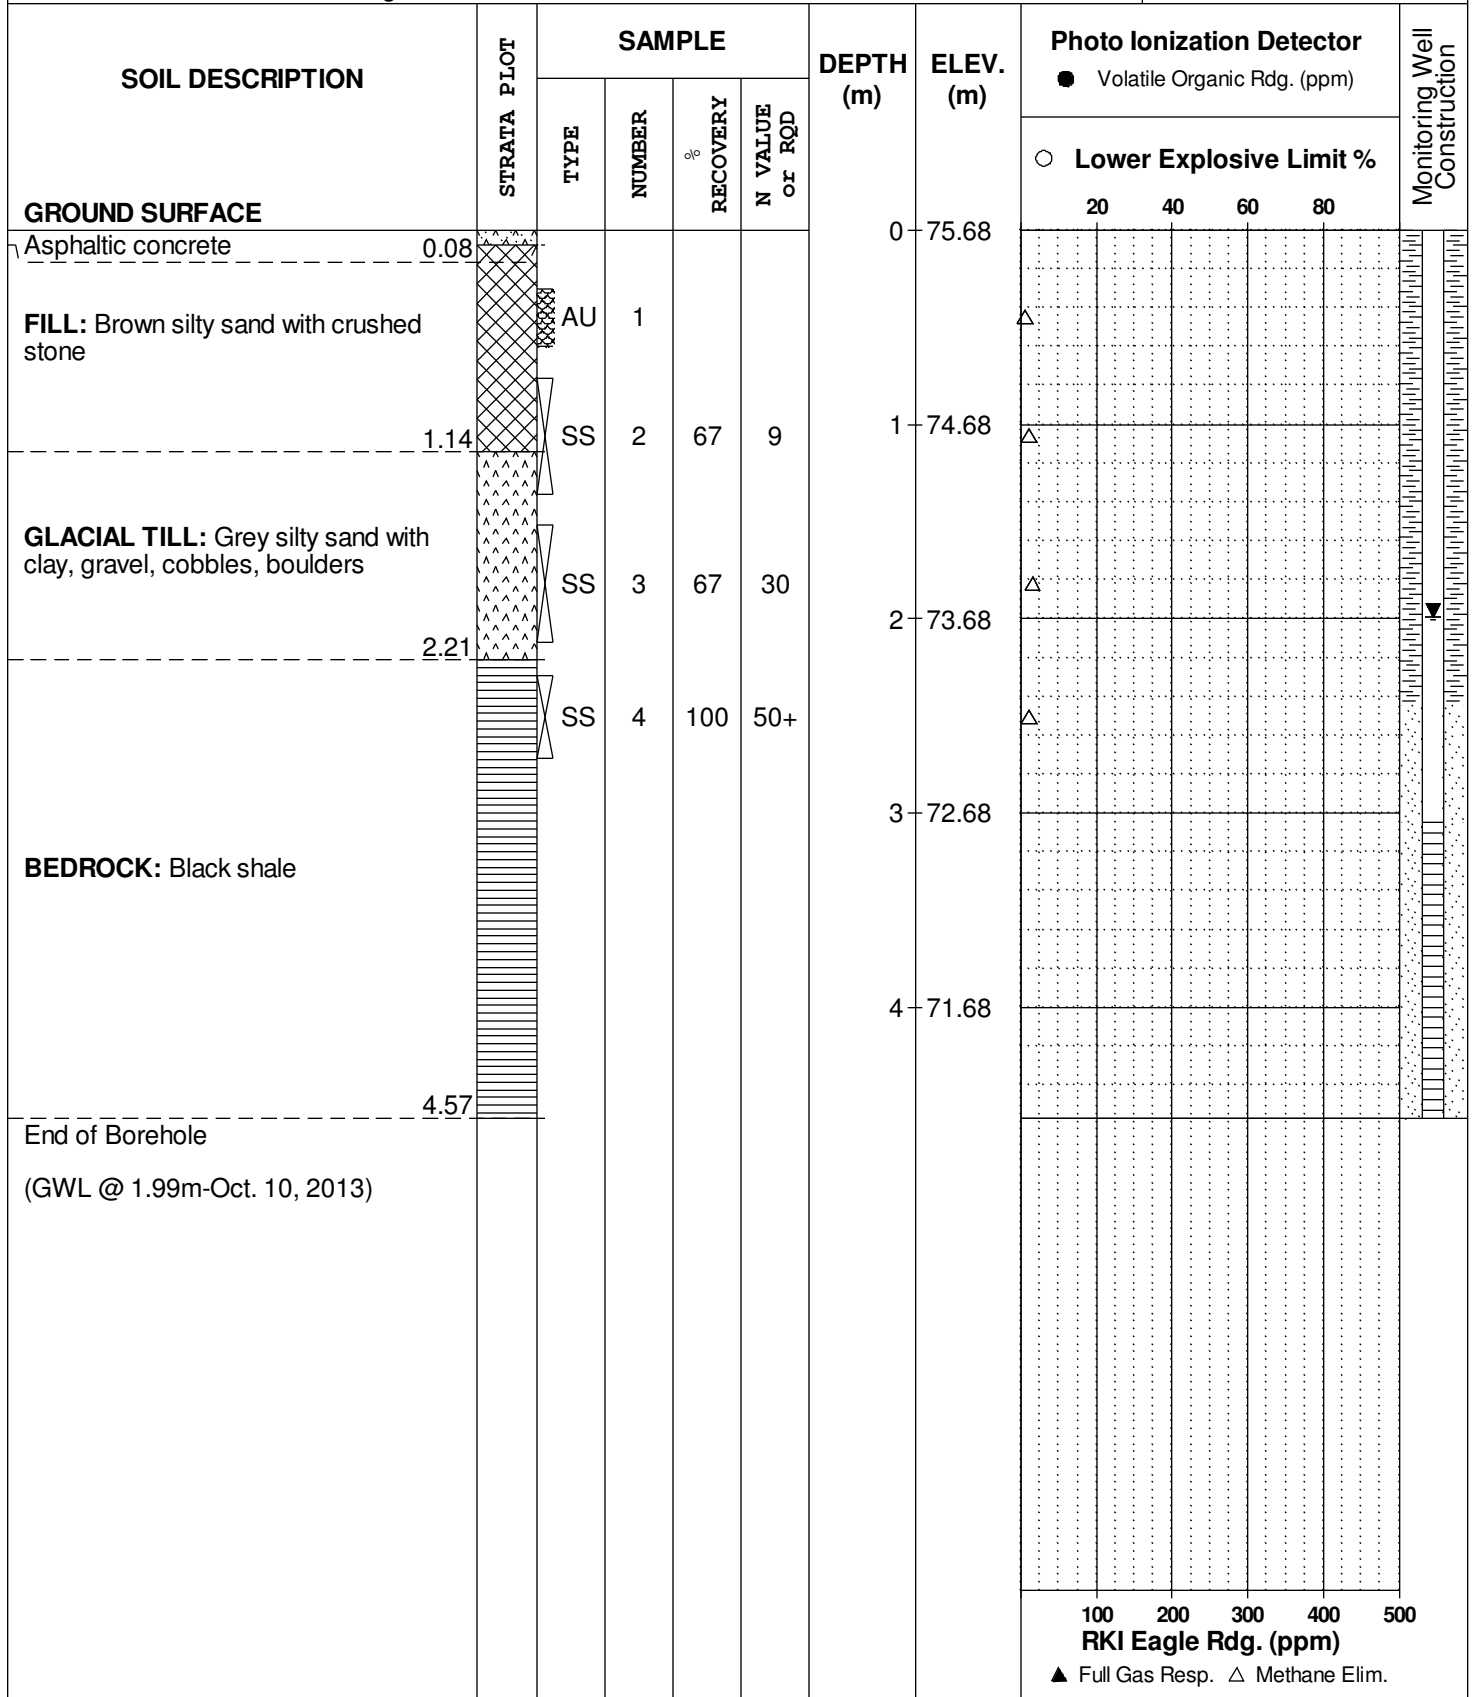 SOIL DESCRIPTION
GROUND SURFACE
STRATA PLOT
SAMPLE
TYPE
NUMBER
%
RECOVERY
N VALUE
or RQD
DEPTH
(m)
ELEV.
(m)
Photo Ionization Detector
● Volatile Organic Rdg. (ppm)
○ Lower Explosive Limit %
20 40 60 80
Monitoring Well
Construction
0 75.68
Asphaltic concrete 0.08
FILL: Brown silty sand with crushed
stone
AU 1
1 74.68
1.14
SS 2 67 9
GLACIAL TILL: Grey silty sand with
clay, gravel, cobbles, boulders
SS 3 67 30
2 73.68
2.21
SS 4 100 50+
3 72.68
BEDROCK: Black shale
4 71.68
4.57
End of Borehole
(GWL @ 1.99m-Oct. 10, 2013)
100 200 300 400 500
RKI Eagle Rdg. (ppm)
▲ Full Gas Resp. △ Methane Elim.